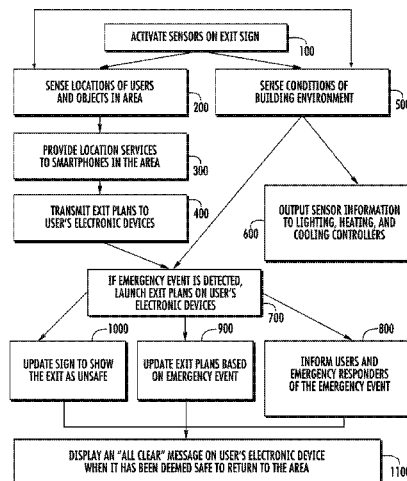 ACTIVATE SENSORS ON EXIT SIGN
100
SENSE LOCATIONS OF USERS
AND OBJECTS IN AREA
200
SENSE CONDITIONS OF
BUILDING ENVIRONMENT
500
PROVIDE LOCATION SERVICES
TO SMARTPHONES IN THE AREA
300
TRANSMIT EXIT PLANS TO
USER'S ELECTRONIC DEVICES
400
OUTPUT SENSOR INFORMATION
TO LIGHTING, HEATING, AND
COOLING CONTROLLERS
600
IF EMERGENCY EVENT IS DETECTED,
LAUNCH EXIT PLANS ON USER'S
ELECTRONIC DEVICES
700
1000
UPDATE SIGN TO SHOW
THE EXIT AS UNSAFE
900
UPDATE EXIT PLANS BASED
ON EMERGENCY EVENT
800
INFORM USERS AND
EMERGENCY RESPONDERS
OF THE EMERGENCY EVENT
DISPLAY AN "ALL CLEAR" MESSAGE ON USER'S ELECTRONIC DEVICE
WHEN IT HAS BEEN DEEMED SAFE TO RETURN TO THE AREA
1100